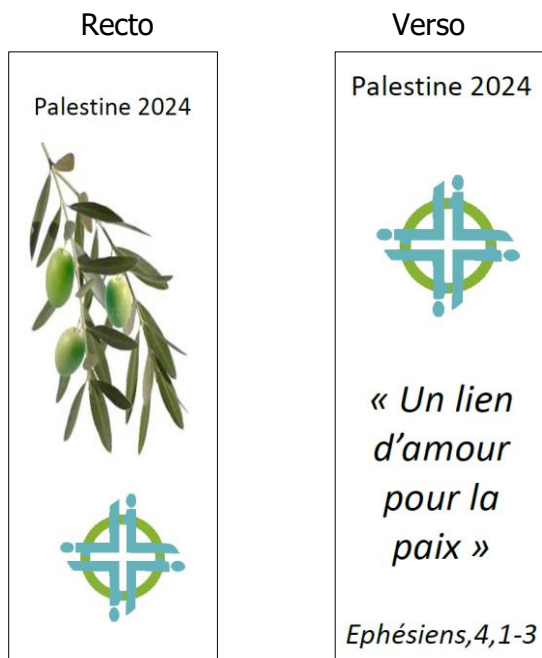 Recto
Verso
Palestine 2024
Palestine 2024
« Un lien
d’amour
pour la
paix »
Ephésiens,4,1-3